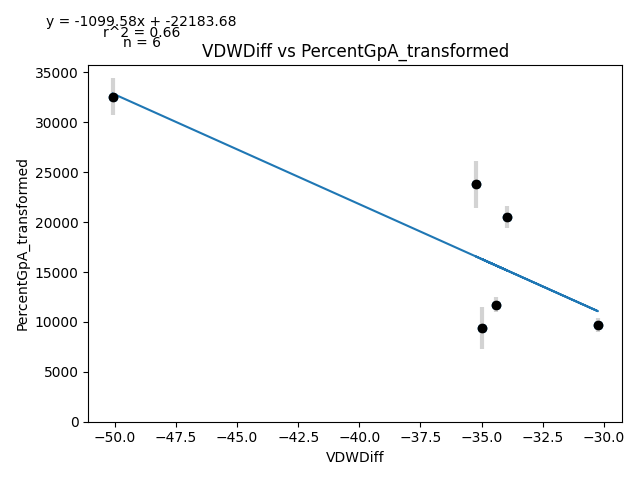 y = -1099.58x + -22183.68
r^2 = 0.66
n = 6
VDWDiff vs PercentGpA_transformed
35000
30000
25000
20000
15000
10000
5000
0
PercentGpA_transformed
−50.0 −47.5 −45.0 −42.5 −40.0 −37.5 −35.0 −32.5 −30.0
VDWDiff